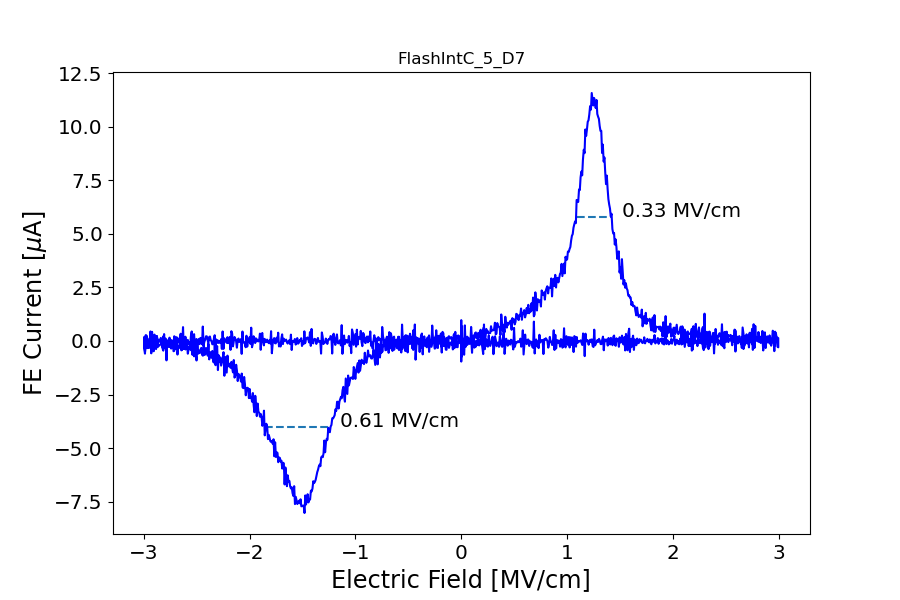 FlashIntC_5_D7
12.5
10.0
7.5
5.0
2.5
0.0
−2.5
−5.0
−7.5
FE Current [μA]
0.33 MV/cm
0.61 MV/cm
−3 −2 −1 0 1 2 3
Electric Field [MV/cm]